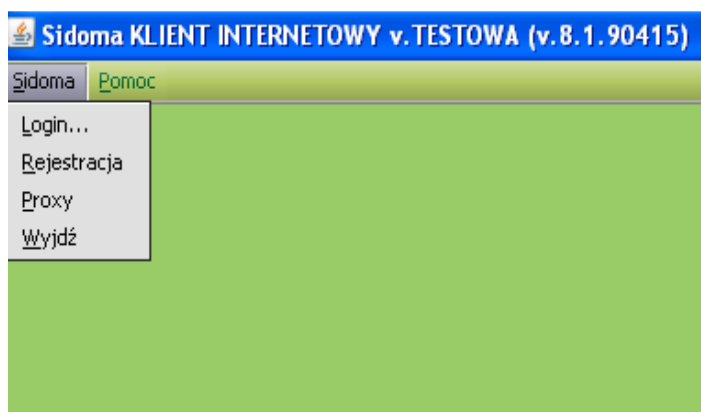 Sidoma KLIENT INTERNETOWY v.TESTOWA (v.8.1.90415)
Sidoma Pomoc
Login...
Rejestracja
Proxy
Wyjdź